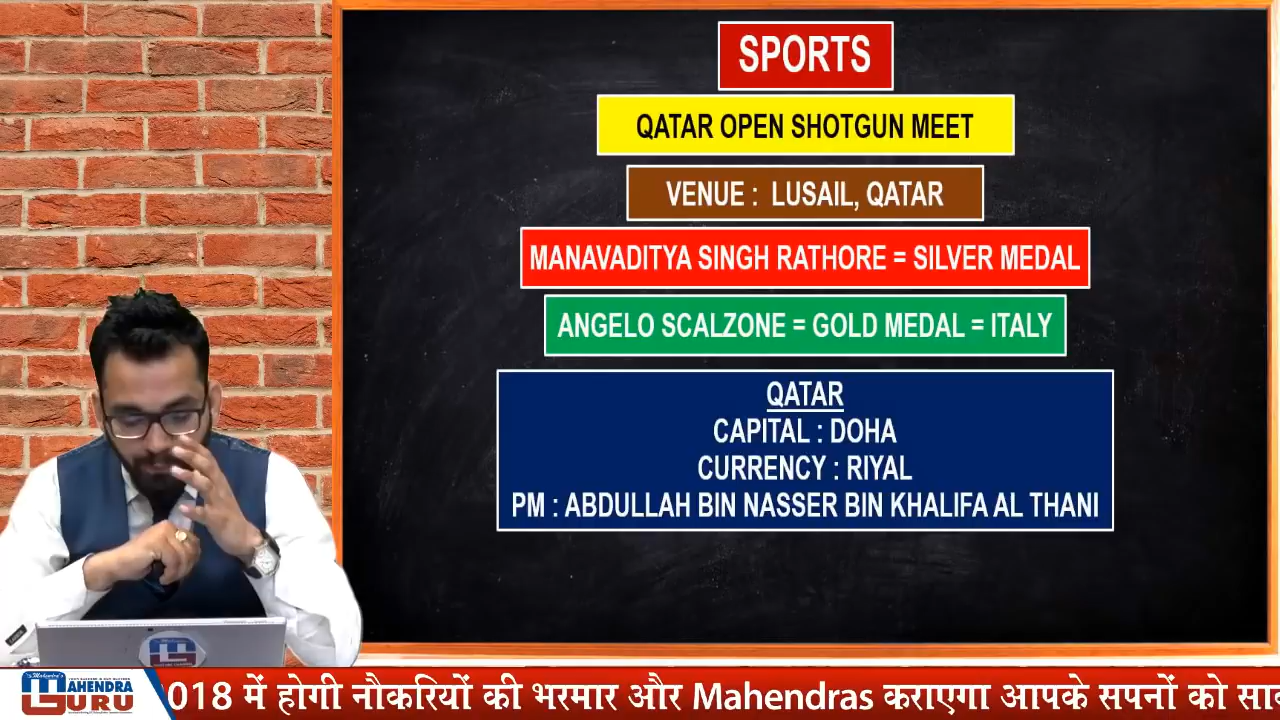 SPORTS
QATAR OPEN SHOTGUN MEET
VENUE : LUSAIL, QATAR
MANAVADITYA SINGH RATHORE = SILVER MEDAL
ANGELO SCALZONE = GOLD MEDAL = ITALY
QATAR
CAPITAL : DOHA
CURRENCY : RIYAL
PM : ABDULLAH BIN NASSER BIN KHALIFA AL THANI
Mahendra's
MAHENDRA
GURU
018 में होगी नौकरियों की भरमार और Mahendras कराएगा आपके सपनों को